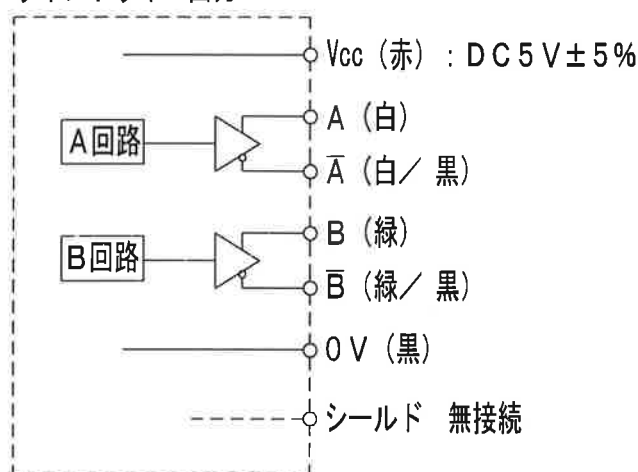 Vcc（赤）：DC5V±5%
A（白）
A回路
A̅（白／黒）
B（緑）
B回路
B̅（緑／黒）
0V（黒）
シールド 無接続